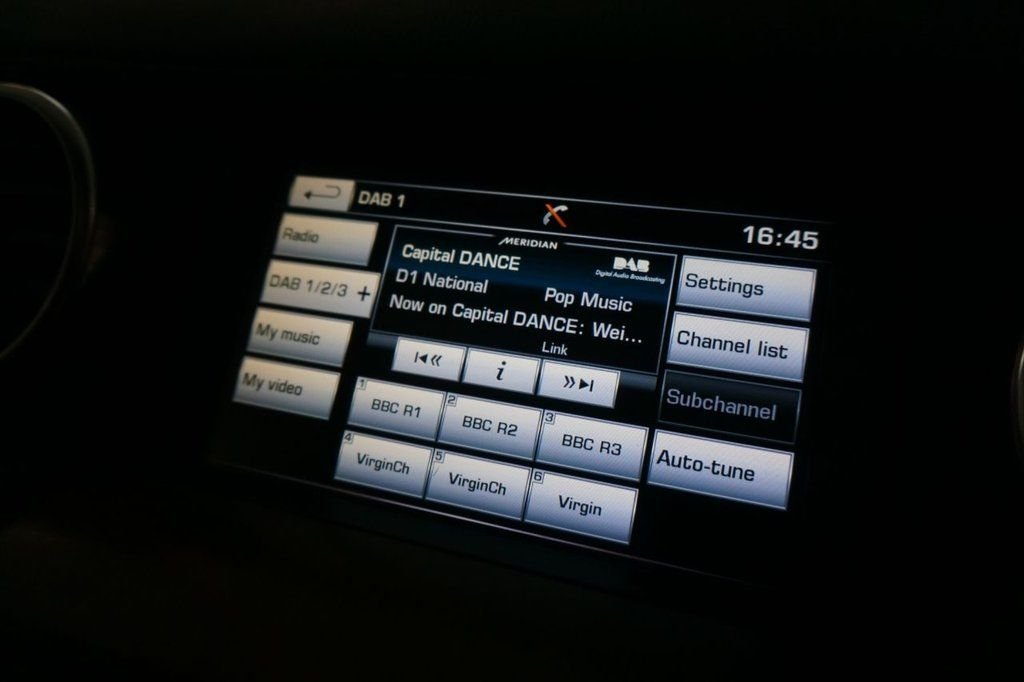 DAB 1
16:45
Radio
DAB 1/2/3 +
My music
My video
MERIDIAN
Capital DANCE
DAB
Digital Audio Broadcasting
D1 National
Pop Music
Now on Capital DANCE: Wei...
Link
i
1 BBC R1
2 BBC R2
3 BBC R3
4 VirginCh
5 VirginCh
6 Virgin
Settings
Channel list
Subchannel
Auto-tune